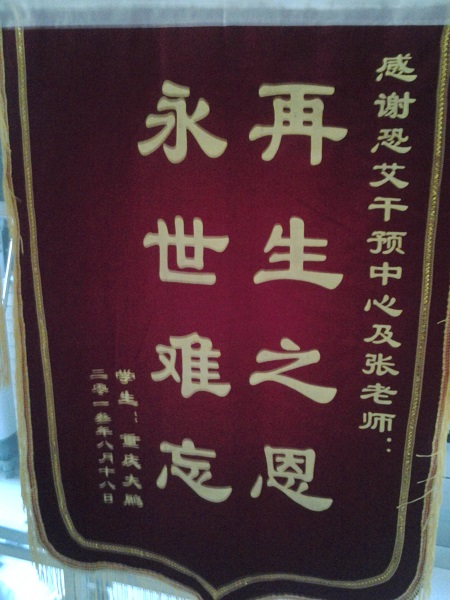 感谢恐艾干预中心及张老师：
再生之恩
永世难忘
学生：重庆大鹏
二零一叁年八月十八日